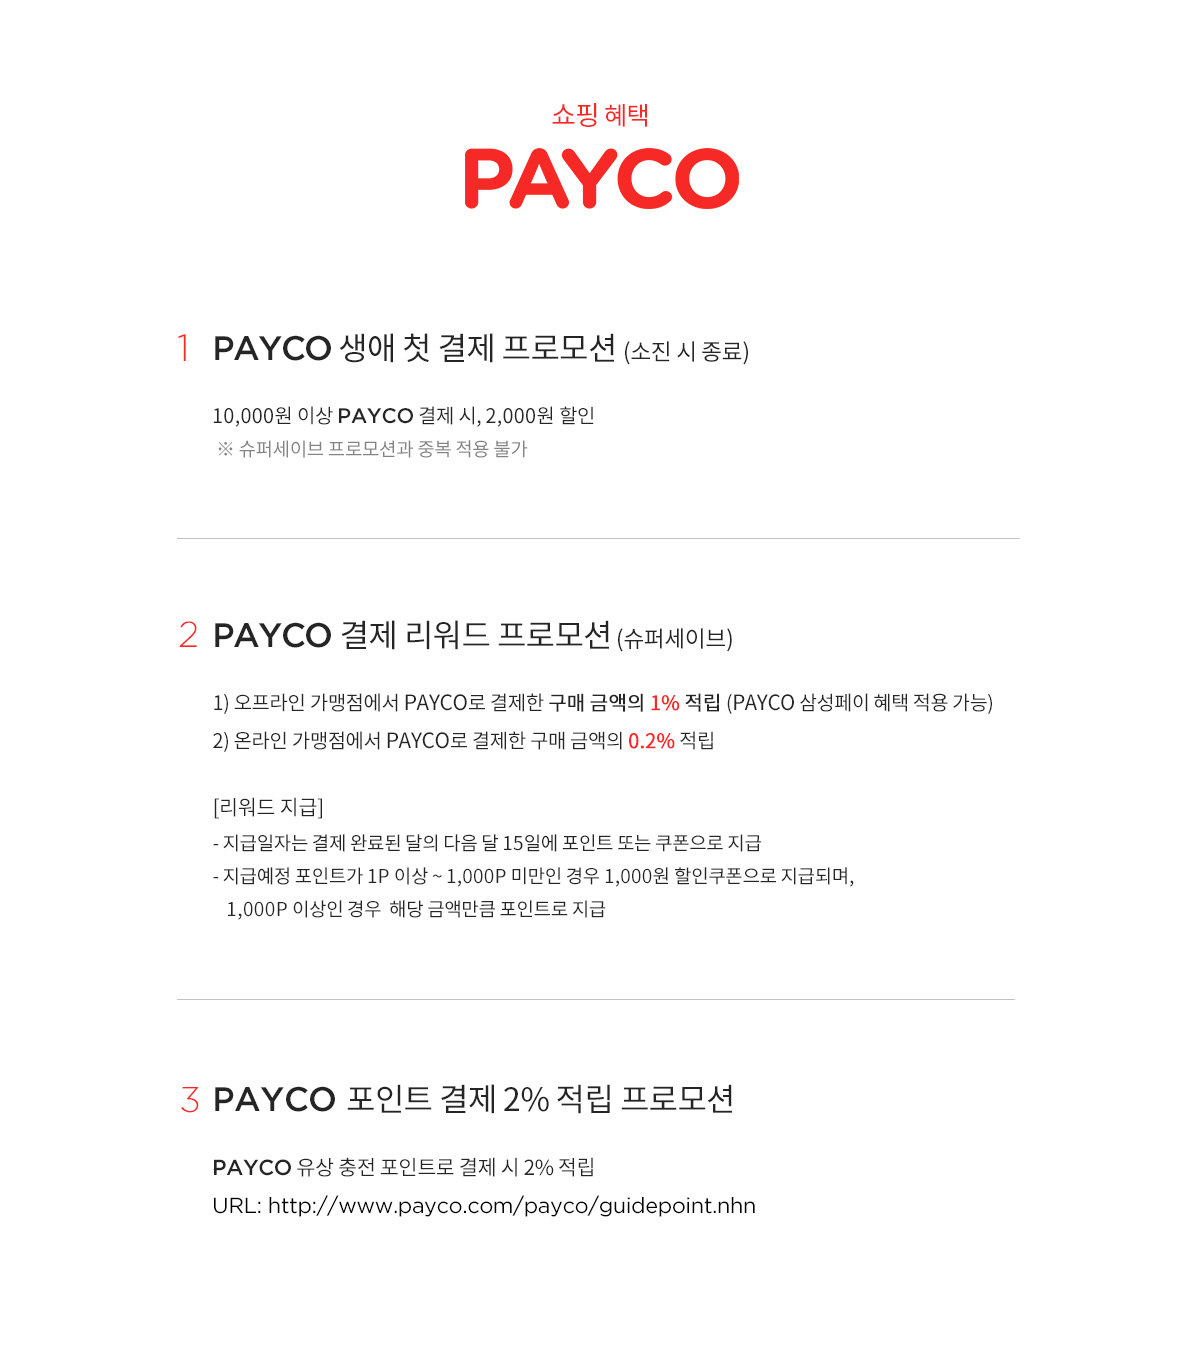 쇼핑 혜택
PAYCO
1 PAYCO 생애 첫 결제 프로모션 (소진 시 종료)
10,000원 이상 PAYCO 결제 시, 2,000원 할인
※ 슈퍼세이브 프로모션과 중복 적용 불가
2 PAYCO 결제 리워드 프로모션 (슈퍼세이브)
1) 오프라인 가맹점에서 PAYCO로 결제한 구매 금액의 1% 적립 (PAYCO 삼성페이 혜택 적용 가능)
2) 온라인 가맹점에서 PAYCO로 결제한 구매 금액의 0.2% 적립
[리워드 지급]
- 지급일자는 결제 완료된 달의 다음 달 15일에 포인트 또는 쿠폰으로 지급
- 지급예정 포인트가 1P 이상 ~ 1,000P 미만인 경우 1,000원 할인쿠폰으로 지급되며,
1,000P 이상인 경우 해당 금액만큼 포인트로 지급
3 PAYCO 포인트 결제 2% 적립 프로모션
PAYCO 유상 충전 포인트로 결제 시 2% 적립
URL: http://www.payco.com/payco/guidepoint.nhn